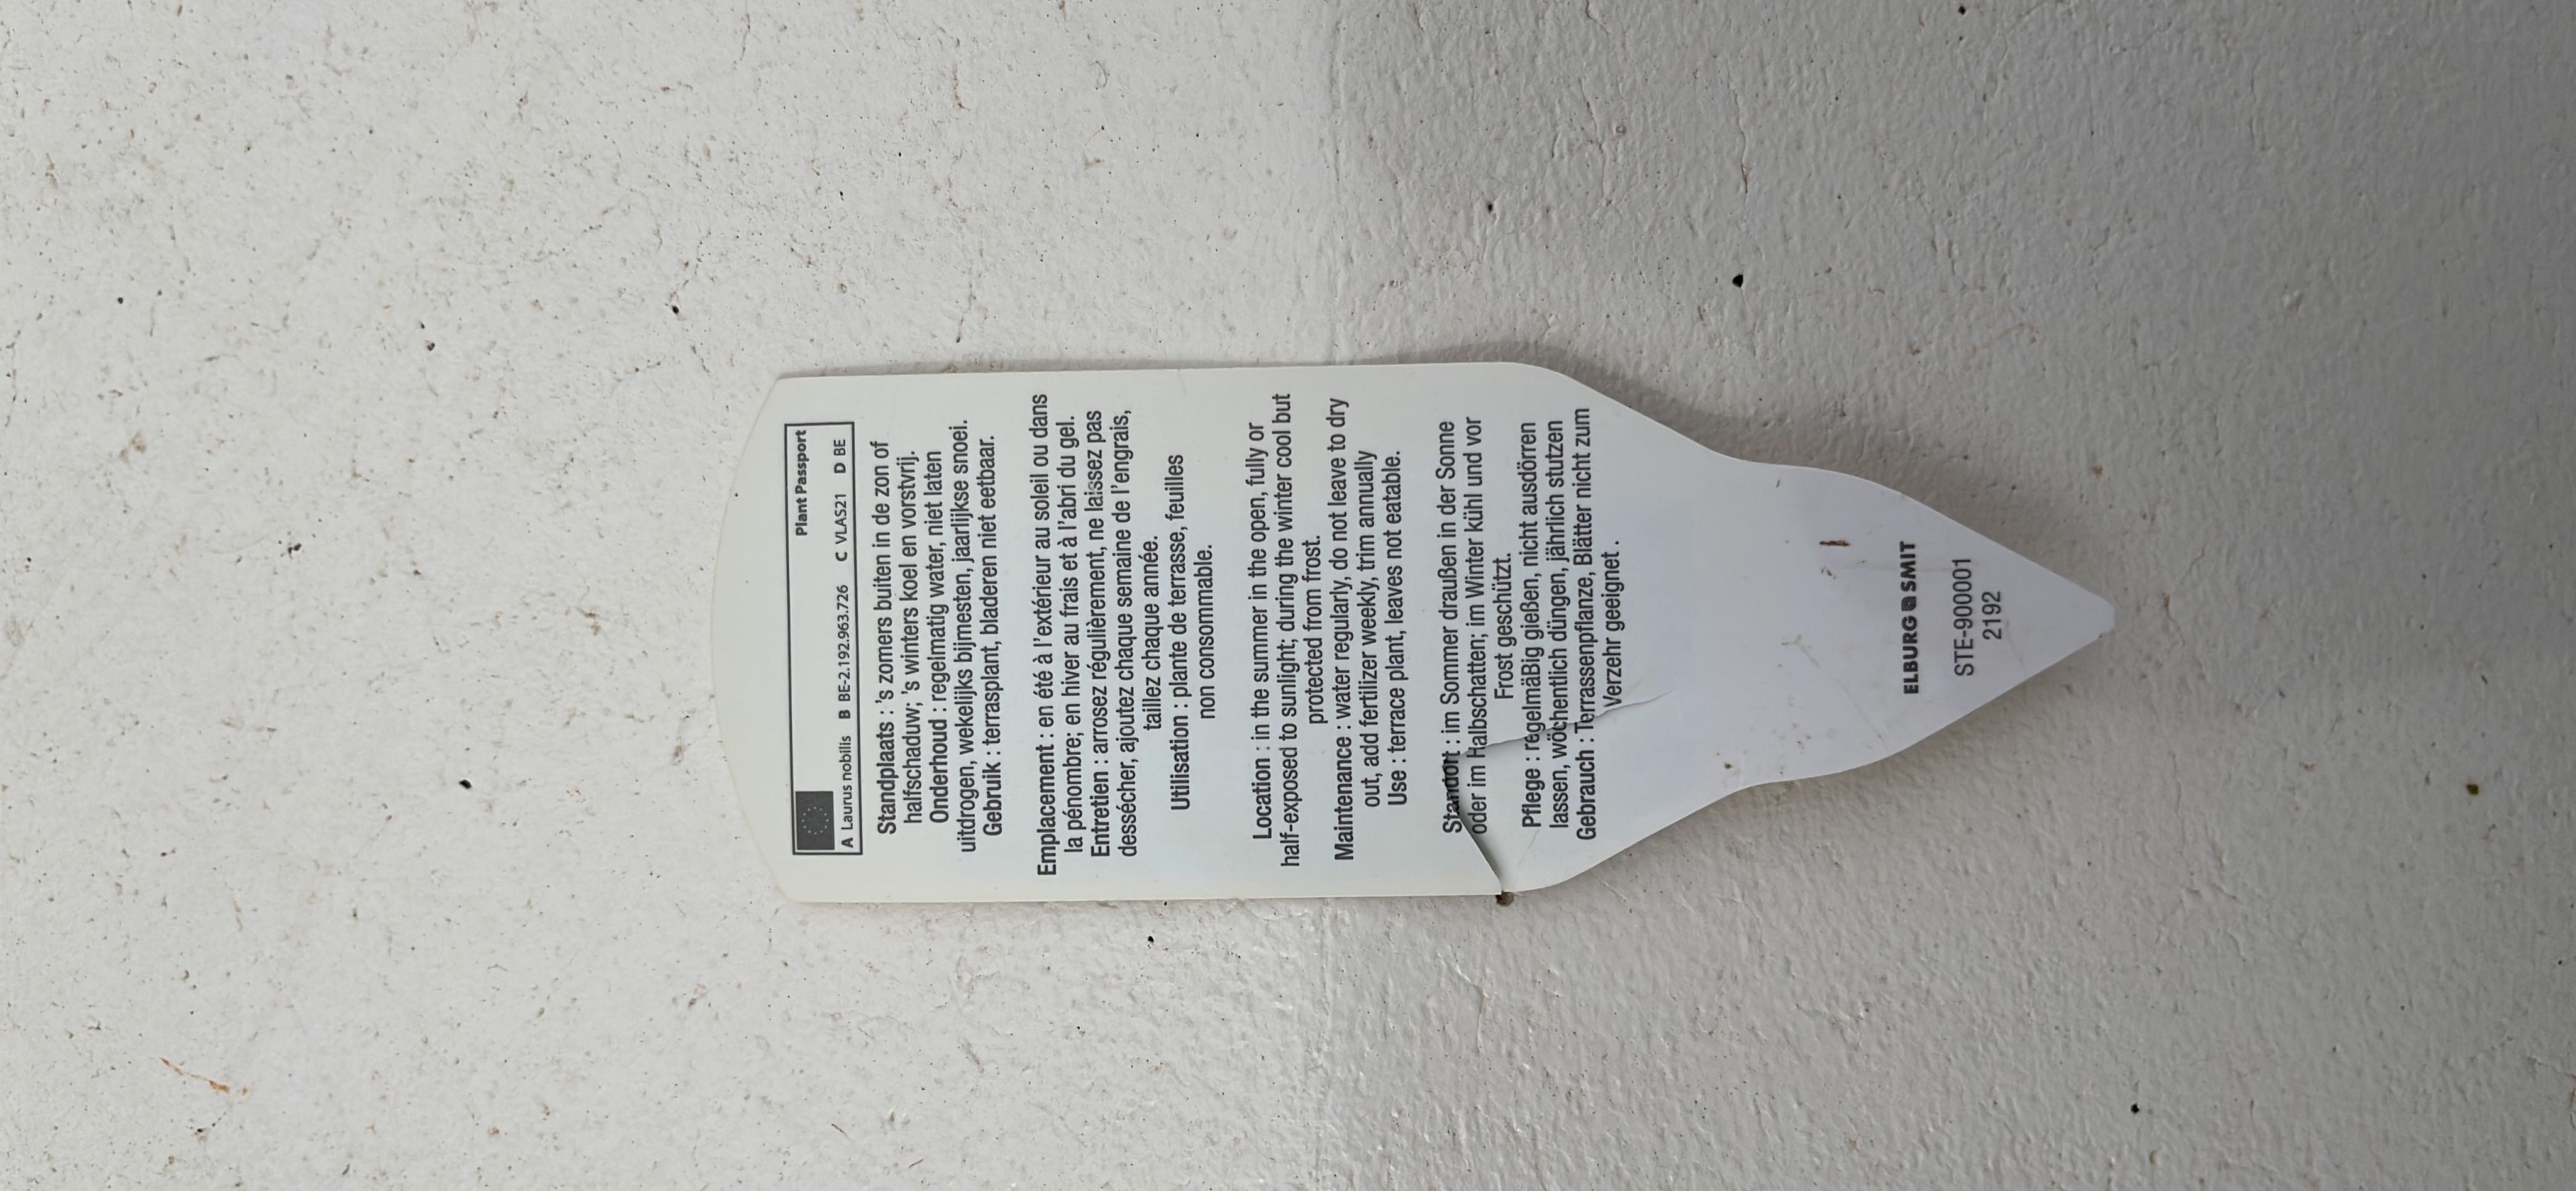 Plant Passport
A Laurus nobilis B BE-2.192.963.726 C VLAS21 D BE
Standplaats : 's zomers buiten in de zon of
halfschaduw; 's winters koel en vorstvrij.
Onderhoud : regelmatig water, niet laten
uitdrogen, wekelijks bijmesten, jaarlijkse snoei.
Gebruik : terrasplant, bladeren niet eetbaar.
Emplacement : en été à l'extérieur au soleil ou dans
la pénombre; en hiver au frais et à l'abri du gel.
Entretien : arrosez régulièrement, ne laissez pas
dessécher, ajoutez chaque semaine de l'engrais,
taillez chaque année.
Utilisation : plante de terrasse, feuilles
non consommable.
Location : in the summer in the open, fully or
half-exposed to sunlight; during the winter cool but
protected from frost.
Maintenance : water regularly, do not leave to dry
out, add fertilizer weekly, trim annually
Use : terrace plant, leaves not eatable.
Standort : im Sommer draußen in der Sonne
oder im Halbschatten; im Winter kühl und vor
Frost geschützt.
Pflege : regelmäBig gießen, nicht ausdörren
lassen, wöchentlich düngen, jährlich stutzen
Gebrauch : Terrassenpflanze, Blätter nicht zum
Verzehr geeignet .
ELBURG SMIT
STE-900001
2192